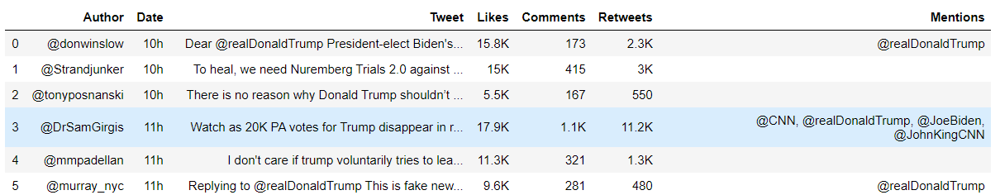 Author Date Tweet Likes Comments Retweets Mentions
0 @donwinslow 10h Dear @realDonaldTrump President-elect Biden's... 15.8K 173 2.3K @realDonaldTrump
1 @Strandjunker 10h To heal, we need Nuremberg Trials 2.0 against ... 15K 415 3K
2 @tonyposnanski 10h There is no reason why Donald Trump shouldn’t ... 5.5K 167 550
3 @DrSamGirgis 11h Watch as 20K PA votes for Trump disappear in r... 17.9K 1.1K 11.2K @CNN, @realDonaldTrump, @JoeBiden,
@JohnKingCNN
4 @mmpadellan 11h I don't care if trump voluntarily tries to lea... 11.3K 321 1.3K
5 @murray_nyc 11h Replying to @realDonaldTrump This is fake new... 9.6K 281 480 @realDonaldTrump